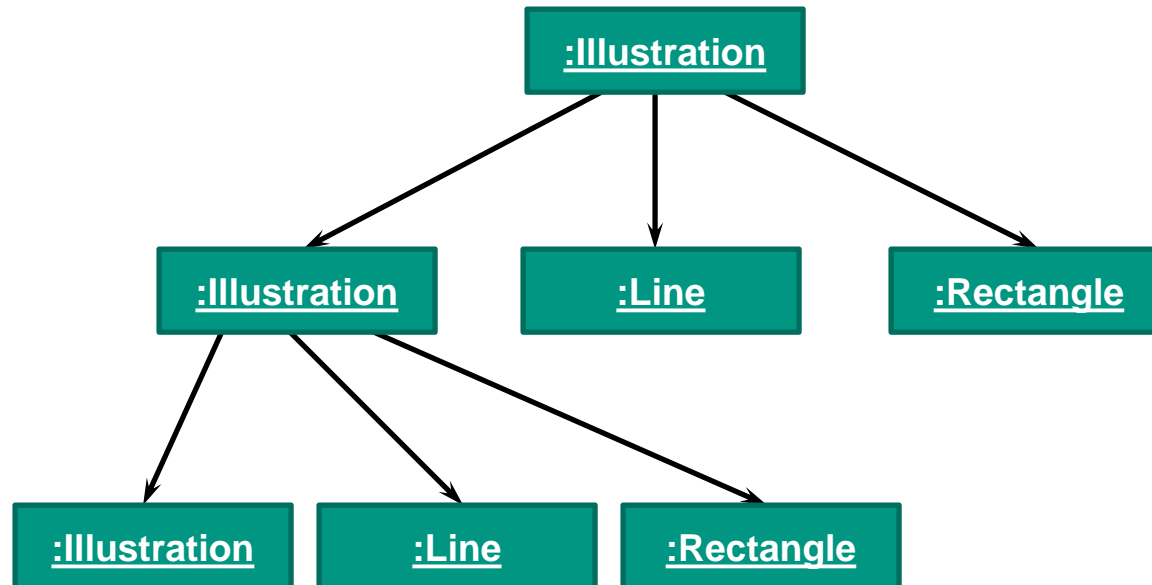 :Illustration
:Illustration
:Line
:Rectangle
:Illustration
:Line
:Rectangle